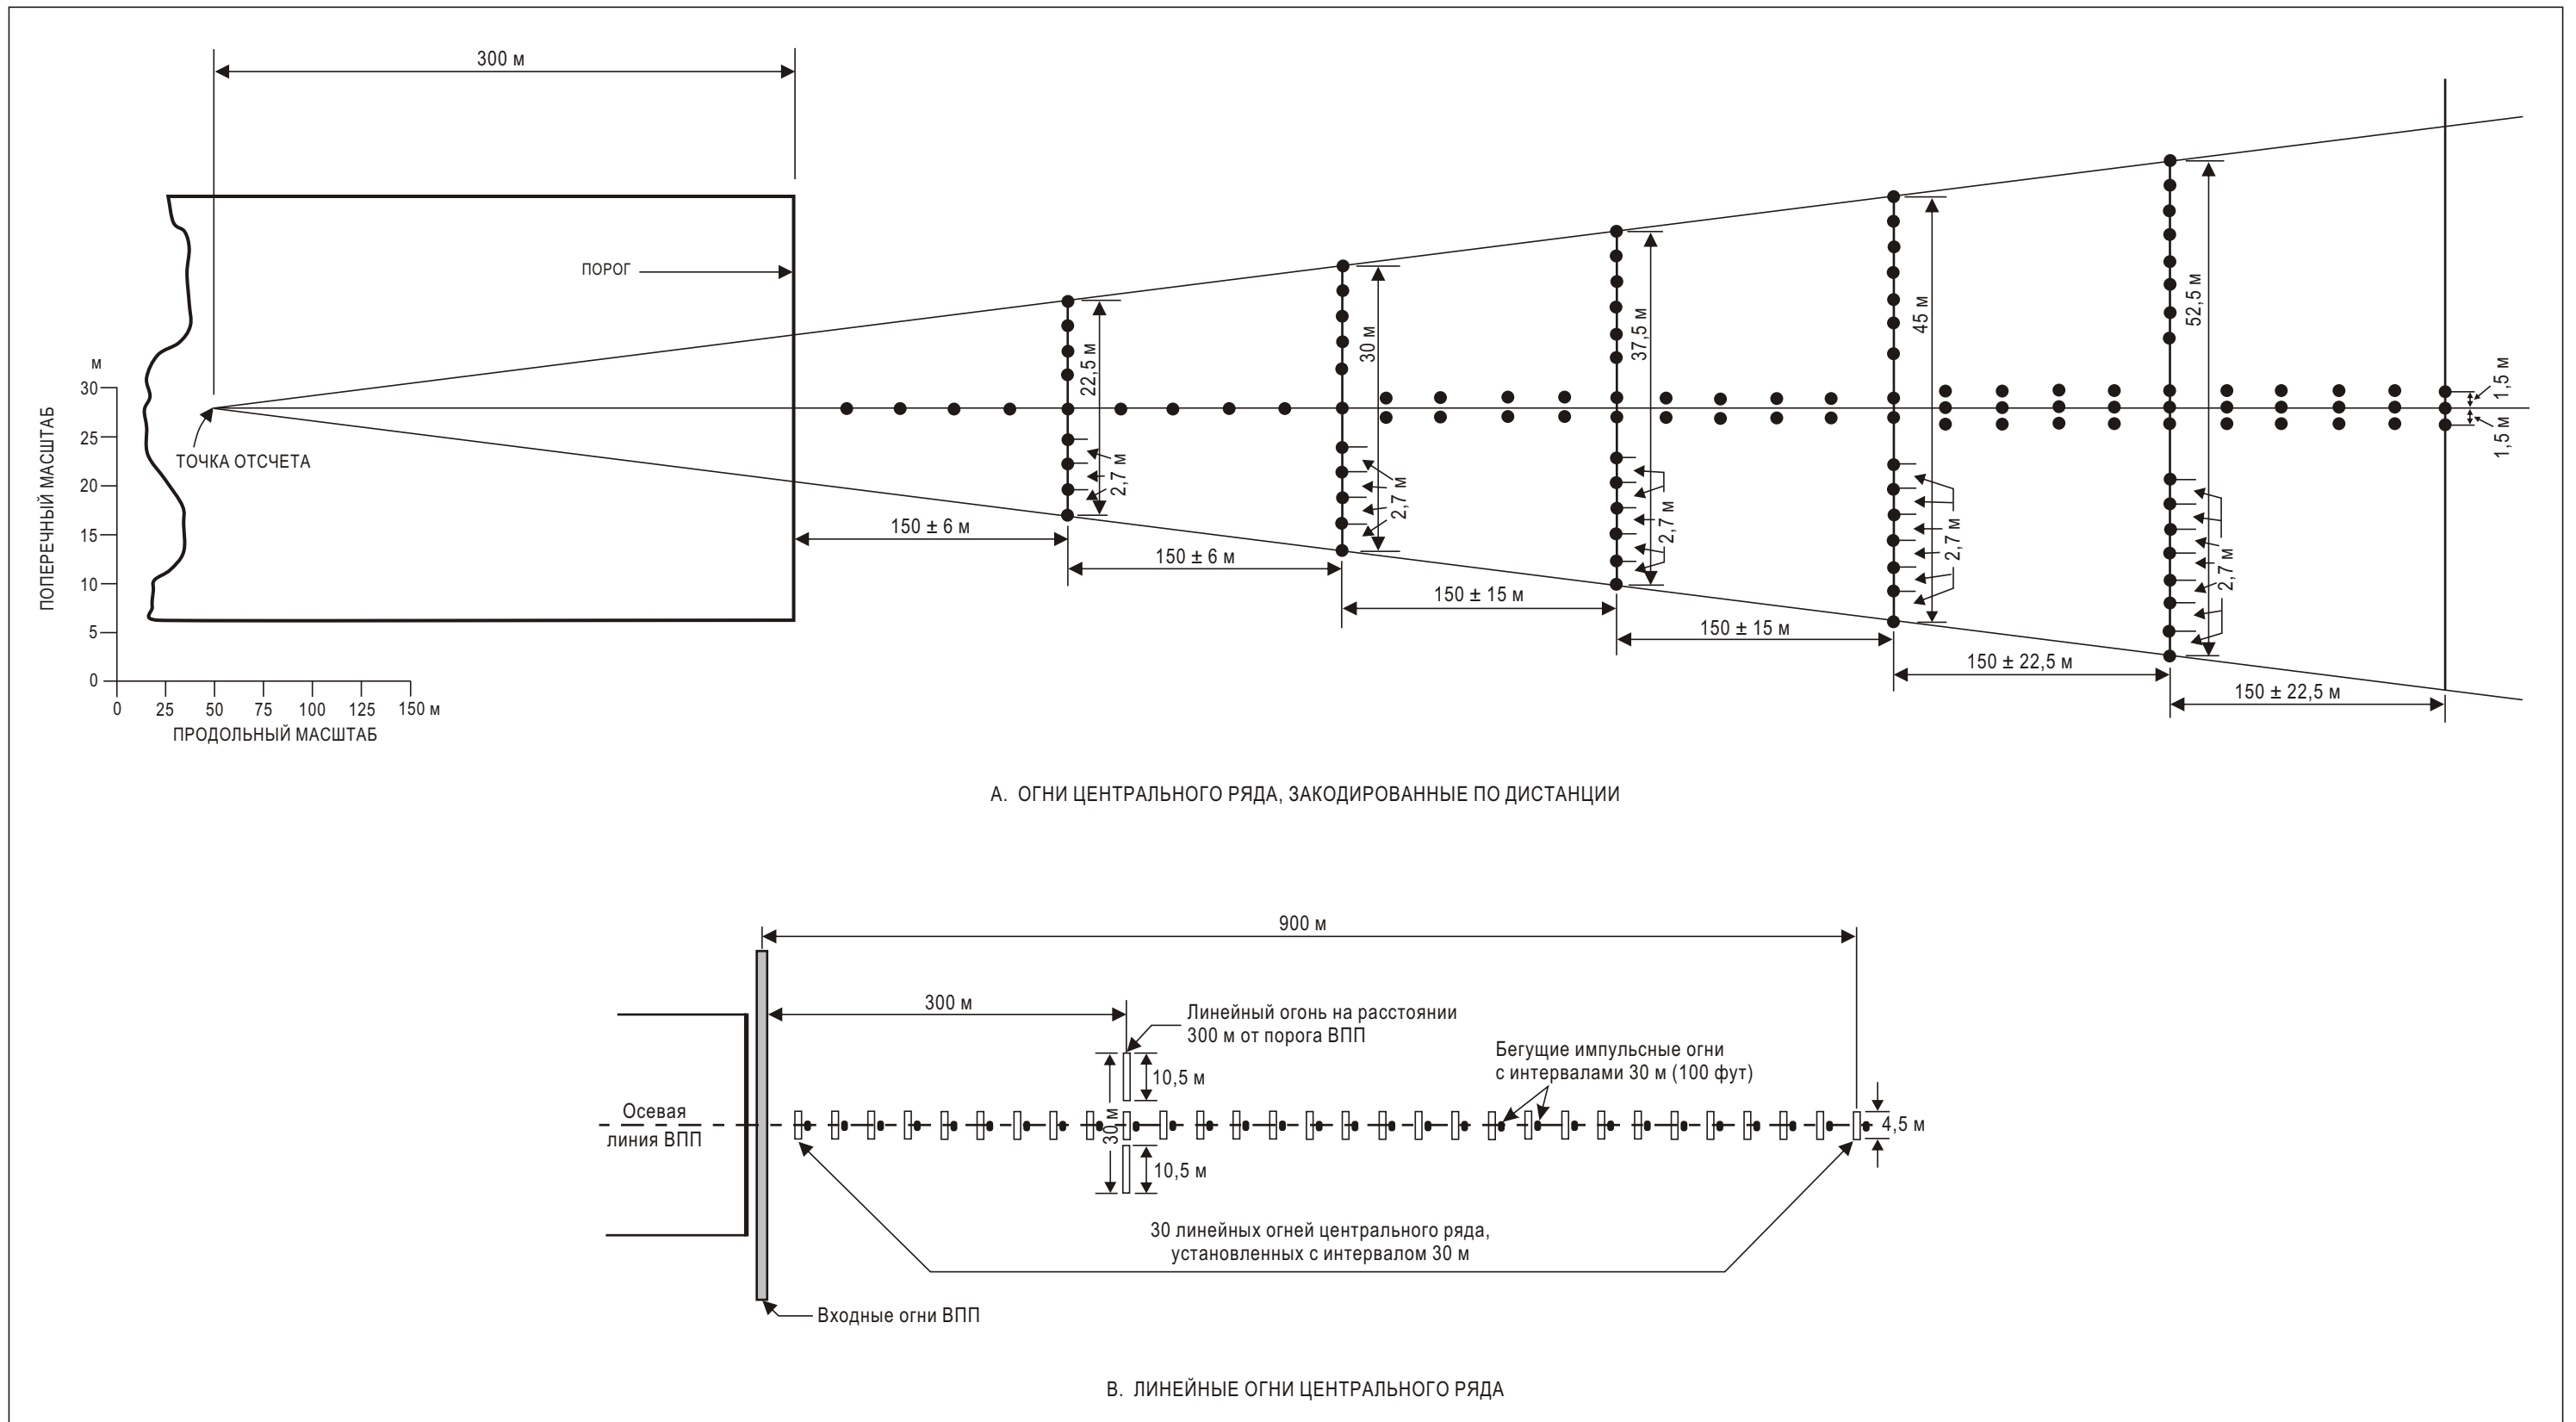 300 м
ПОРОГ
ТОЧКА ОТСЧЕТА
м
30
25
20
15
10
5
0
ПОПЕРЕЧНЫЙ МАСШТАБ
0 25 50 75 100 125 150 м
ПРОДОЛЬНЫЙ МАСШТАБ
22,5 м
30 м
37,5 м
45 м
52,5 м
1,5 м
1,5 м
2,7 м
2,7 м
2,7 м
2,7 м
2,7 м
150 ± 6 м
150 ± 6 м
150 ± 15 м
150 ± 15 м
150 ± 22,5 м
150 ± 22,5 м
А. ОГНИ ЦЕНТРАЛЬНОГО РЯДА, ЗАКОДИРОВАННЫЕ ПО ДИСТАНЦИИ
900 м
300 м
Линейный огонь на расстоянии
300 м от порога ВПП
Бегущие импульсные огни
с интервалами 30 м (100 фут)
10,5 м
30 м
10,5 м
4,5 м
Осевая
линия ВПП
30 линейных огней центрального ряда,
установленных с интервалом 30 м
Входные огни ВПП
В. ЛИНЕЙНЫЕ ОГНИ ЦЕНТРАЛЬНОГО РЯДА